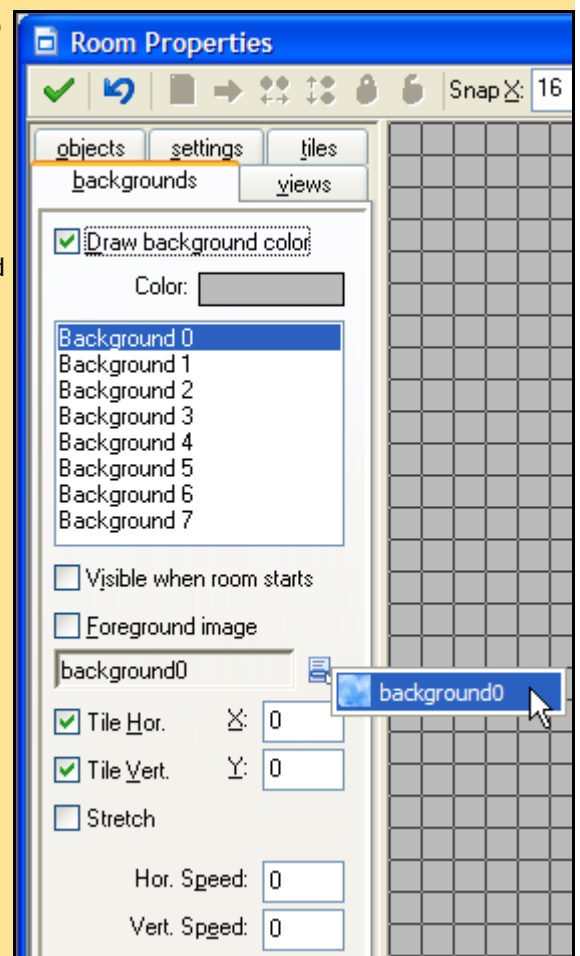 Room Properties
Snap X: 16
objects settings tiles
backgrounds views
Draw background color
Color:
Background 0
Background 1
Background 2
Background 3
Background 4
Background 5
Background 6
Background 7
Visible when room starts
Foreground image
background0
background0
Tile Hor. X: 0
Tile Vert. Y: 0
Stretch
Hor. Speed: 0
Vert. Speed: 0